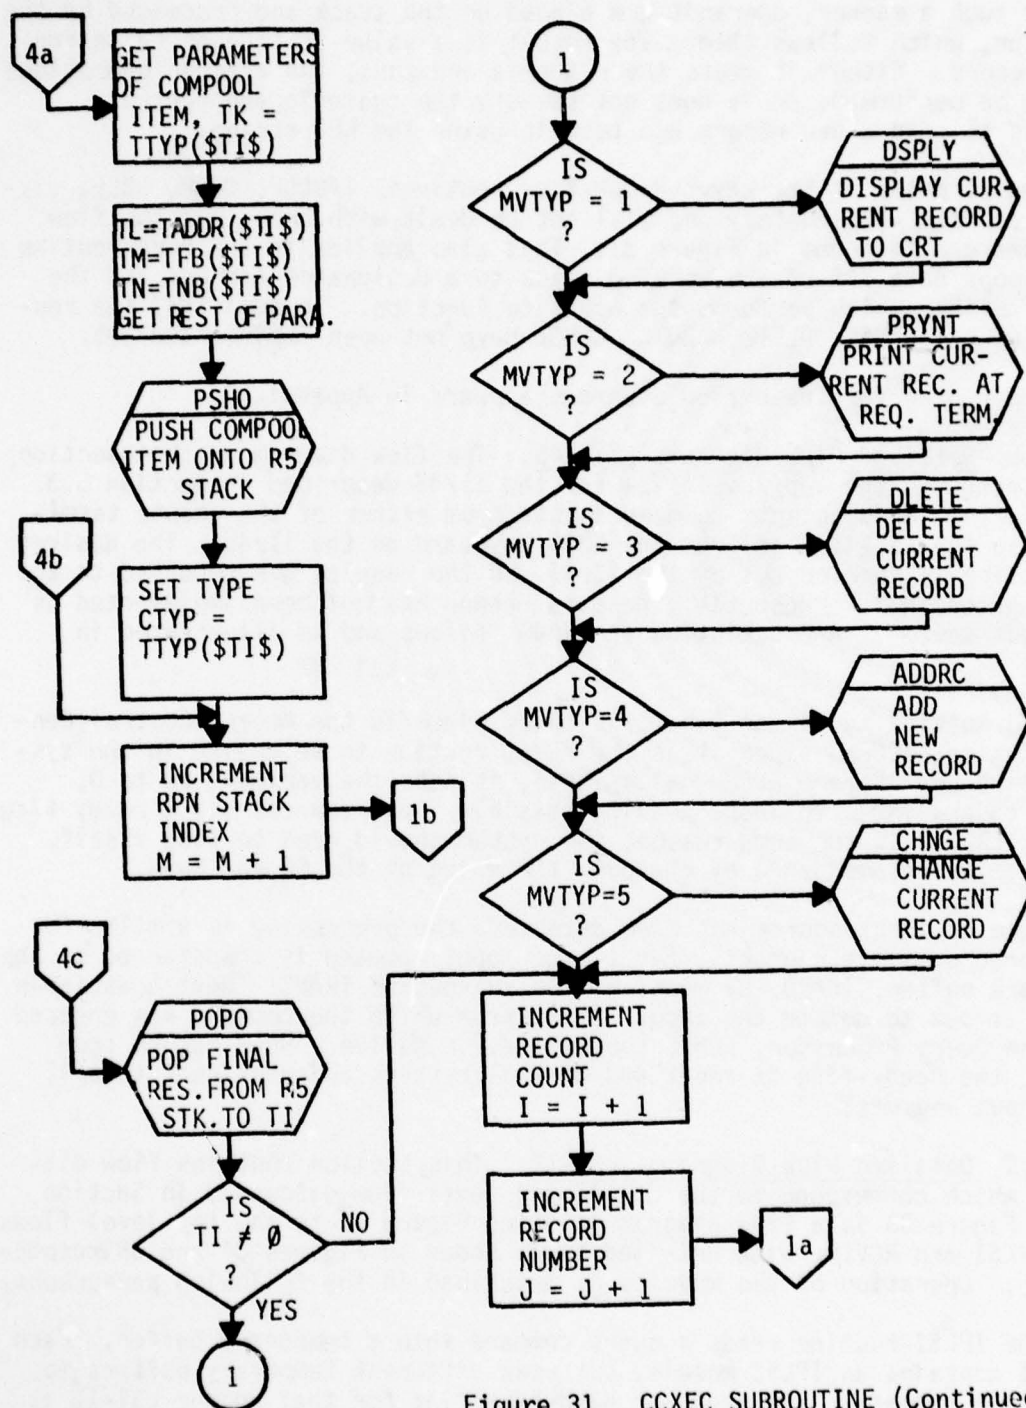 4a
GET PARAMETERS
OF COMPOOL
ITEM, TK =
TTYP($TI$)
TL=TADDR($TI$)
TM=TFB($TI$)
TN=TNB($TI$)
GET REST OF PARA.
PSHO
PUSH COMPOOL
ITEM ONTO R5
STACK
4b
SET TYPE
CTYP =
TTYP($TI$)
INCREMENT
RPN STACK
INDEX
M = M + 1
1b
4c
POPO
POP FINAL
RES.FROM R5
STK.TO TI
IS
TI ≠ Ø
?
NO
YES
1
1
IS
MVTYP = 1
?
DSPLY
DISPLAY CUR-
RENT RECORD
TO CRT
IS
MVTYP = 2
?
PRYNT
PRINT CUR-
RENT REC. AT
REQ. TERM.
IS
MVTYP = 3
?
DLETE
DELETE
CURRENT
RECORD
IS
MVTYP=4
?
ADDRC
ADD
NEW
RECORD
IS
MVTYP=5
?
CHNGE
CHANGE
CURRENT
RECORD
INCREMENT
RECORD
COUNT
I = I + 1
INCREMENT
RECORD
NUMBER
J = J + 1
1a
Figure 31. CCXEC SUBROUTINE (Continue